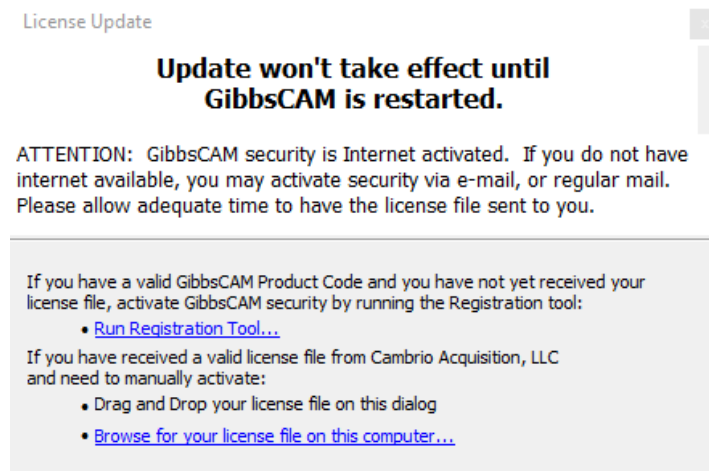 License Update
Update won't take effect until
GibbsCAM is restarted.
ATTENTION:  GibbsCAM security is Internet activated.  If you do not have
internet available, you may activate security via e-mail, or regular mail.
Please allow adequate time to have the license file sent to you.
If you have a valid GibbsCAM Product Code and you have not yet received your
license file, activate GibbsCAM security by running the Registration tool:
• Run Registration Tool...
If you have received a valid license file from Cambrio Acquisition, LLC
and need to manually activate:
• Drag and Drop your license file on this dialog
• Browse for your license file on this computer...